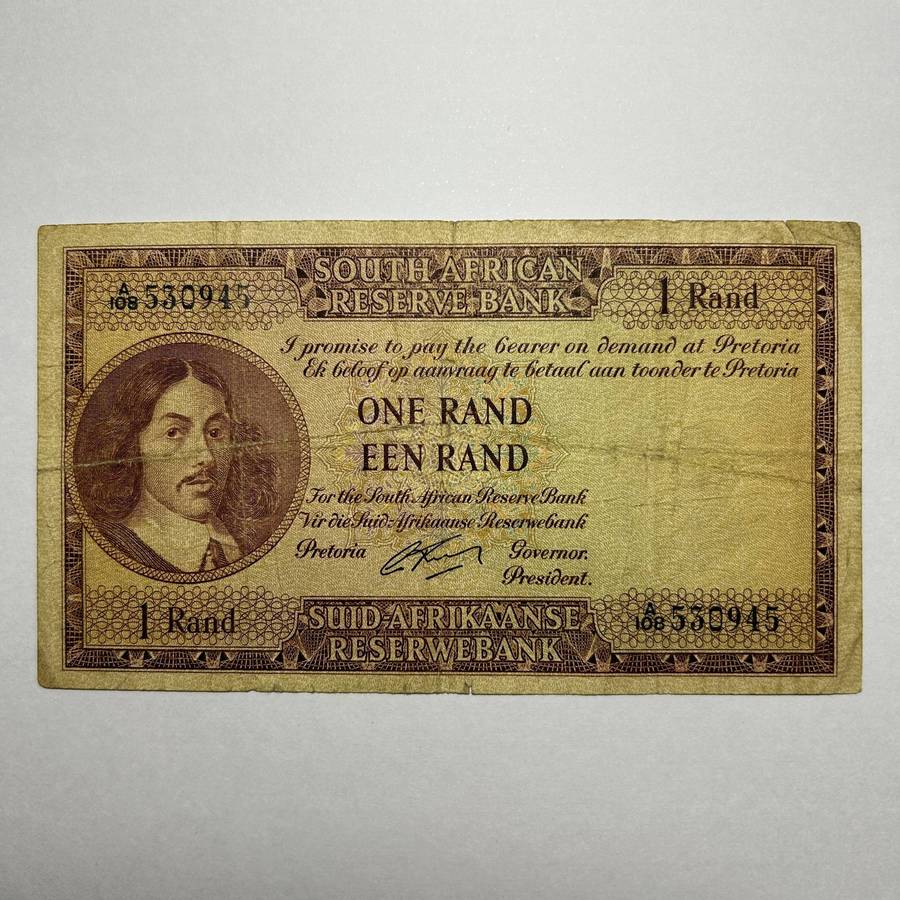 SOUTH AFRICAN
RESERVE BANK
A/108 530945
1 Rand
I promise to pay the bearer on demand at Pretoria
Ek beloof op aanvraag te betaal aan toonder te Pretoria
ONE RAND
EEN RAND
For the South African Reserve Bank
Vir die Suid-Afrikaanse Reserwebank
Pretoria
Governor.
President.
1 Rand
SUID-AFRIKAANSE
RESERWEBANK
A/108 530945